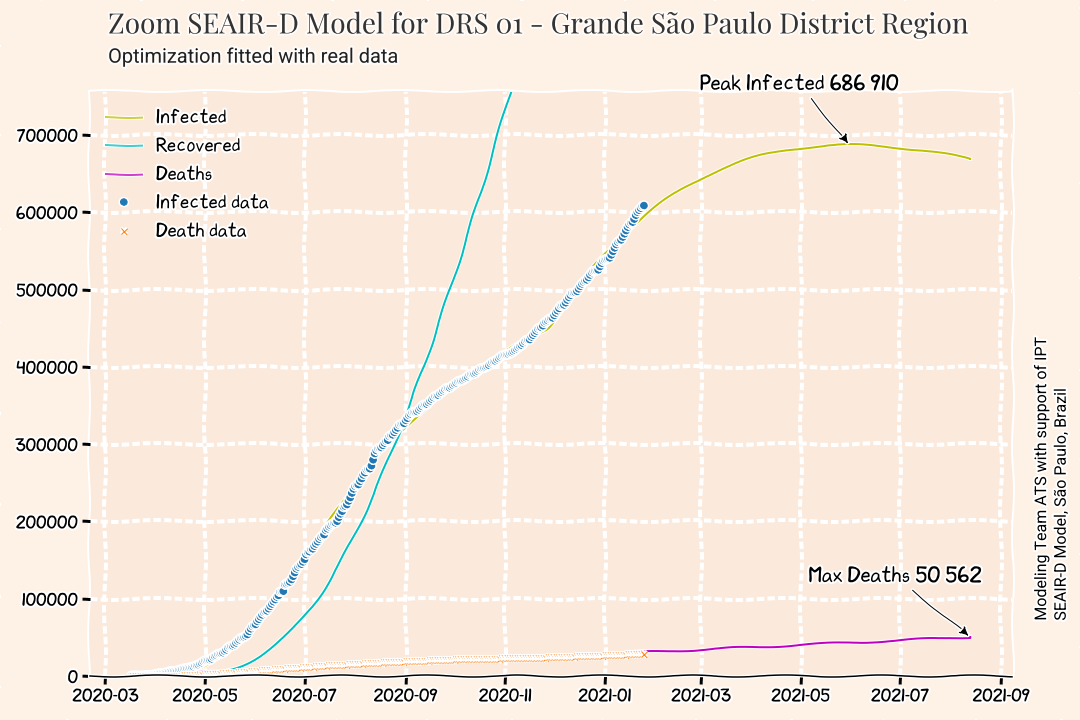 Zoom SEAIR-D Model for DRS 01 - Grande São Paulo District Region
Optimization fitted with real data
Peak Infected 686 910
Infected
Recovered
Deaths
Infected data
Death data
700000
600000
500000
400000
300000
200000
100000
0
Max Deaths 50 562
2020-03 2020-05 2020-07 2020-09 2020-11 2021-01 2021-03 2021-05 2021-07 2021-09
Modeling Team ATS with support of IPT
SEAIR-D Model, São Paulo, Brazil